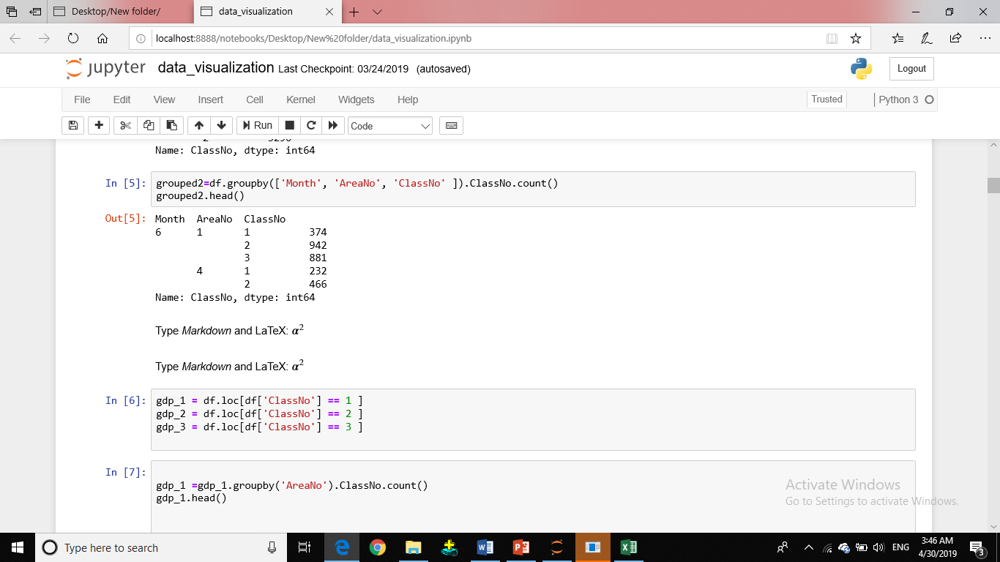 Desktop/New folder/
data_visualization
localhost:8888/notebooks/Desktop/New%20folder/data_visualization.ipynb
jupyter data_visualization Last Checkpoint: 03/24/2019 (autosaved)
Logout
File Edit View Insert Cell Kernel Widgets Help
Trusted
Python 3
Run
Code
Name: ClassNo, dtype: int64
In [5]: grouped2=df.groupby(['Month', 'AreaNo', 'ClassNo' ]).ClassNo.count()
grouped2.head()
Out[5]: Month AreaNo ClassNo
6 1 1 374
2 942
3 881
4 1 232
2 466
Name: ClassNo, dtype: int64
Type Markdown and LaTeX: α²
Type Markdown and LaTeX: α²
In [6]: gdp_1 = df.loc[df['ClassNo'] == 1 ]
gdp_2 = df.loc[df['ClassNo'] == 2 ]
gdp_3 = df.loc[df['ClassNo'] == 3 ]
In [7]:
gdp_1 =gdp_1.groupby('AreaNo').ClassNo.count()
gdp_1.head()
Activate Windows
Go to Settings to activate Windows.
Type here to search
ENG
3:46 AM
4/30/2019
3